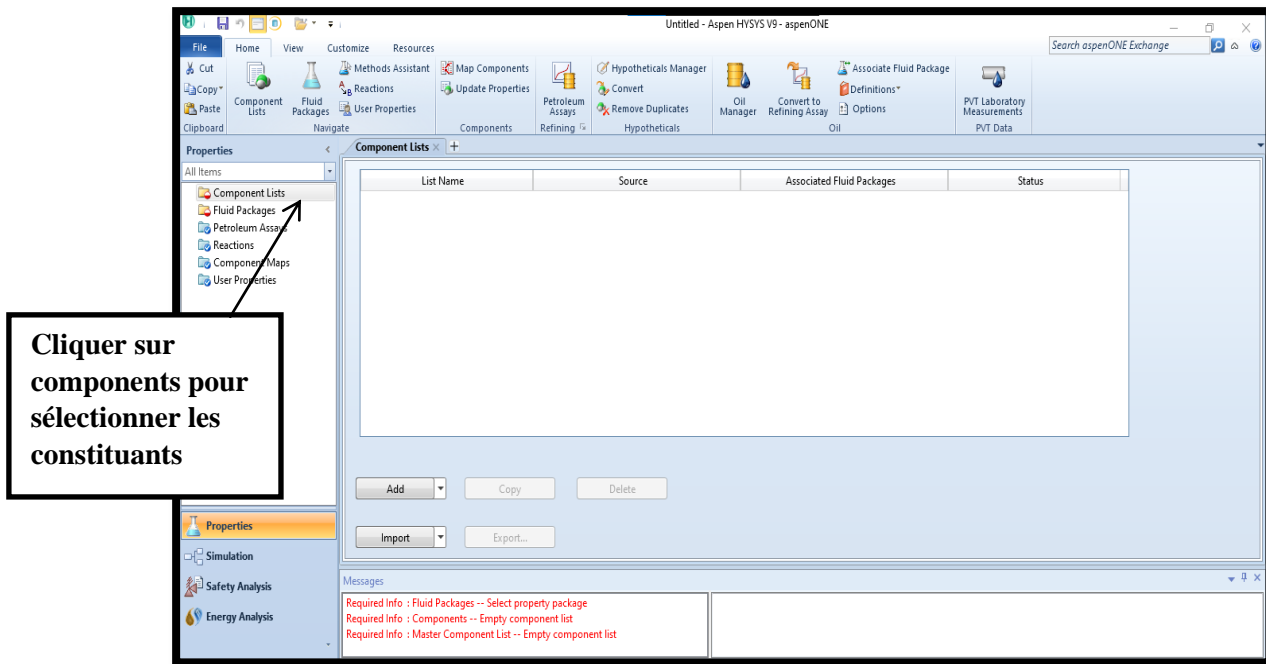 Untitled - Aspen HYSYS V9 - aspenONE
File Home View Customize Resources
Search aspenONE Exchange
Cut
Copy
Paste
Clipboard
Component Lists
Fluid Packages
Methods Assistant
Reactions
User Properties
Navigate
Map Components
Update Properties
Components
Petroleum Assays
Refining
Hypotheticals Manager
Convert
Remove Duplicates
Hypotheticals
Oil Manager
Convert to Refining Assay
Associate Fluid Package
Definitions
Options
Oil
PVT Laboratory Measurements
PVT Data
Properties
All Items
Component Lists
Fluid Packages
Petroleum Assays
Reactions
Component Maps
User Properties
Cliquer sur
components pour
sélectionner les
constituants
Properties
Simulation
Safety Analysis
Energy Analysis
Component Lists
List Name Source Associated Fluid Packages Status
Add Copy Delete
Import Export...
Messages
Required Info : Fluid Packages -- Select property package
Required Info : Components -- Empty component list
Required Info : Master Component List -- Empty component list